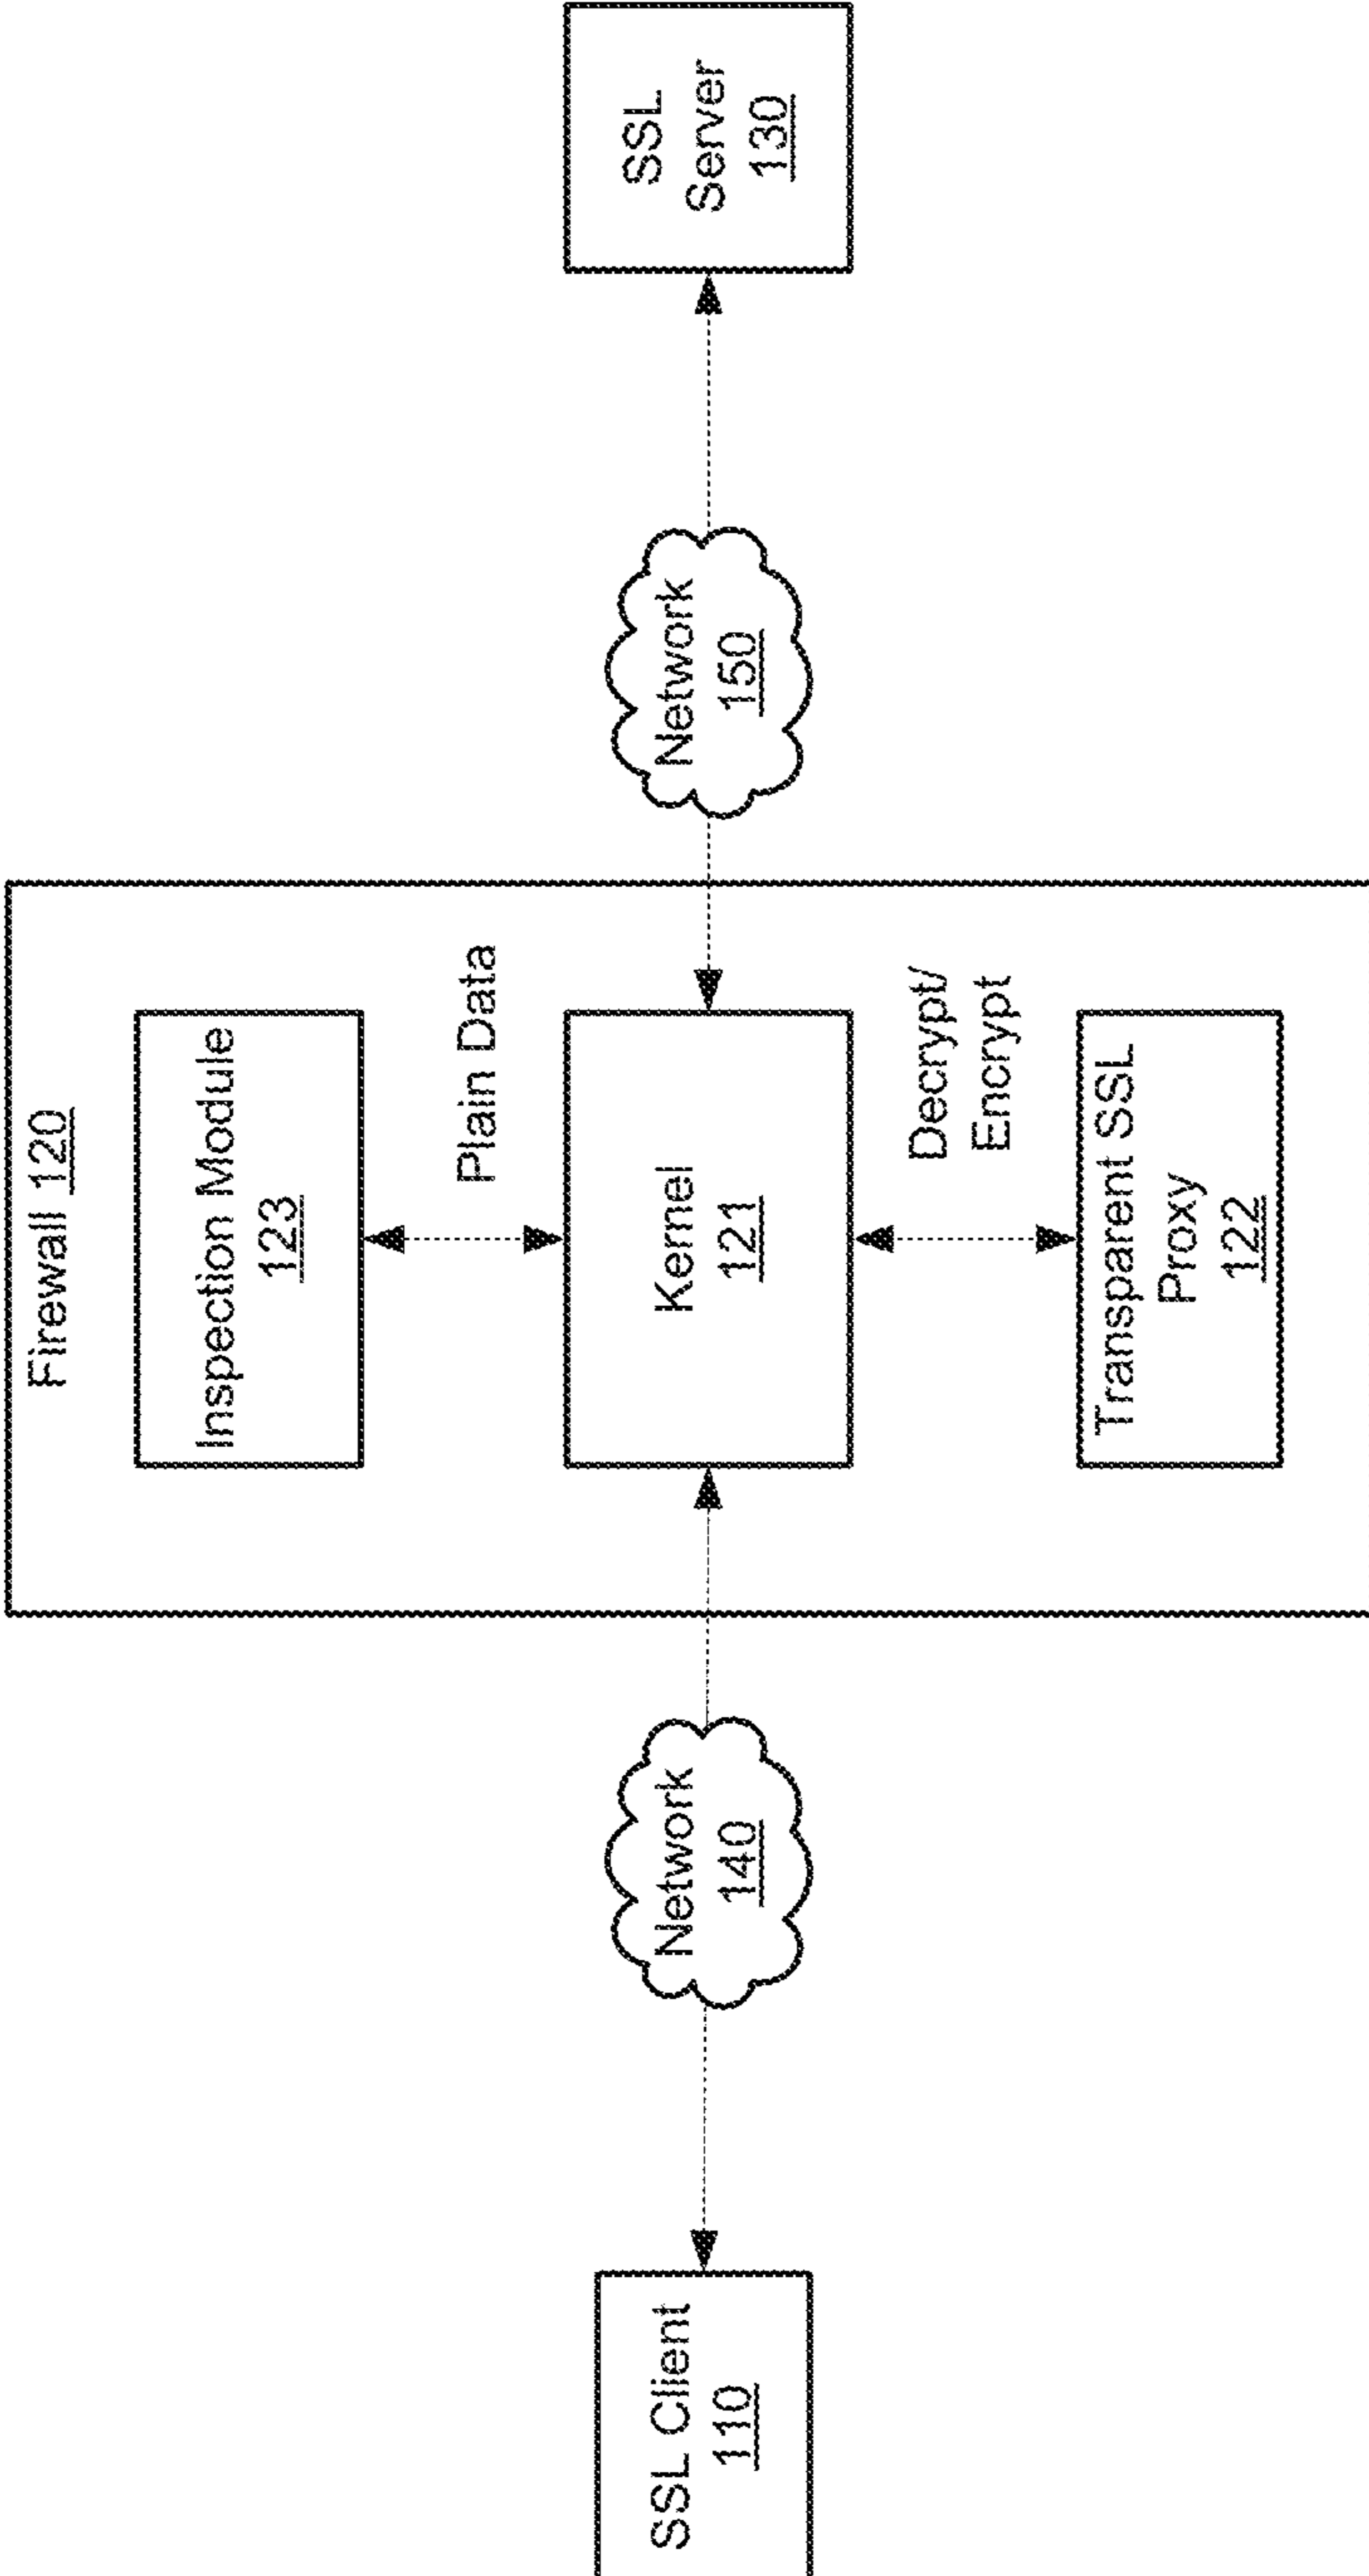 Firewall 120
Inspection Module
123
Plain Data
SSL Client
110
Network
140
Kernel
121
Network
150
SSL
Server
130
Decrypt/
Encrypt
Transparent SSL
Proxy
122